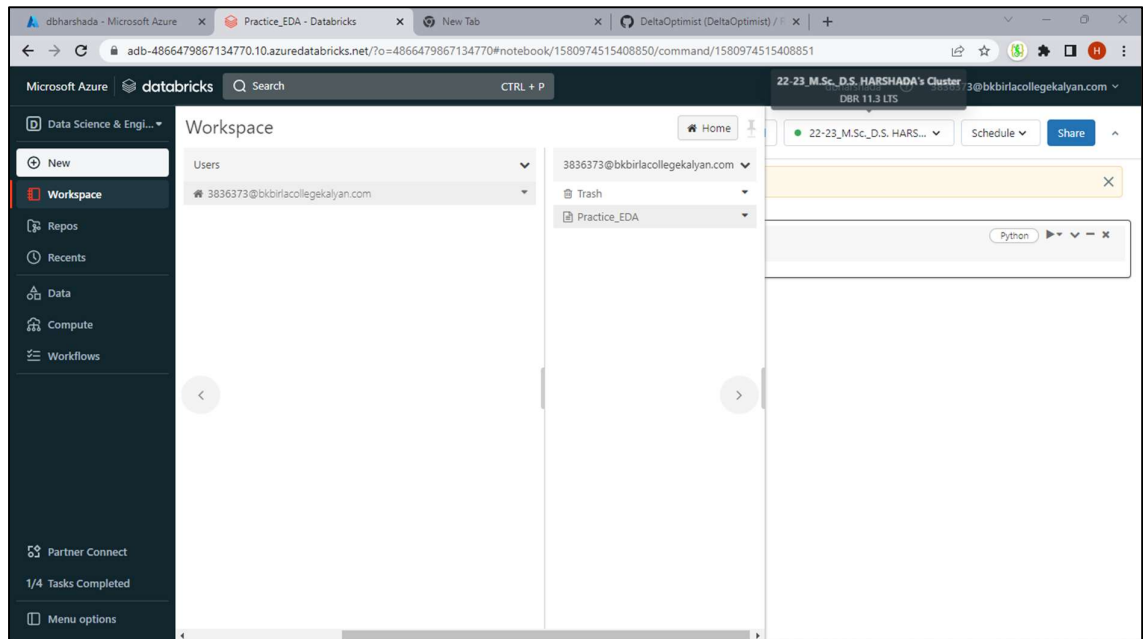 dbharshada - Microsoft Azure
Practice_EDA - Databricks
New Tab
DeltaOptimist (DeltaOptimist) /
adb-4866479867134770.10.azuredatabricks.net/?o=4866479867134770#notebook/1580974515408850/command/1580974515408851
H
Microsoft Azure databricks
Search CTRL + P
22-23_M.Sc._D.S. HARSHADA's Cluster
DBR 11.3 LTS
3@bkbirlacollegekalyan.com
D Data Science & Engi...
Workspace
Home
22-23_M.Sc._D.S. HARS...
Schedule
Share
New
Users
3836373@bkbirlacollegekalyan.com
Workspace
3836373@bkbirlacollegekalyan.com
Trash
Repos
Practice_EDA
Python
Recents
Data
Compute
Workflows
Partner Connect
1/4 Tasks Completed
Menu options